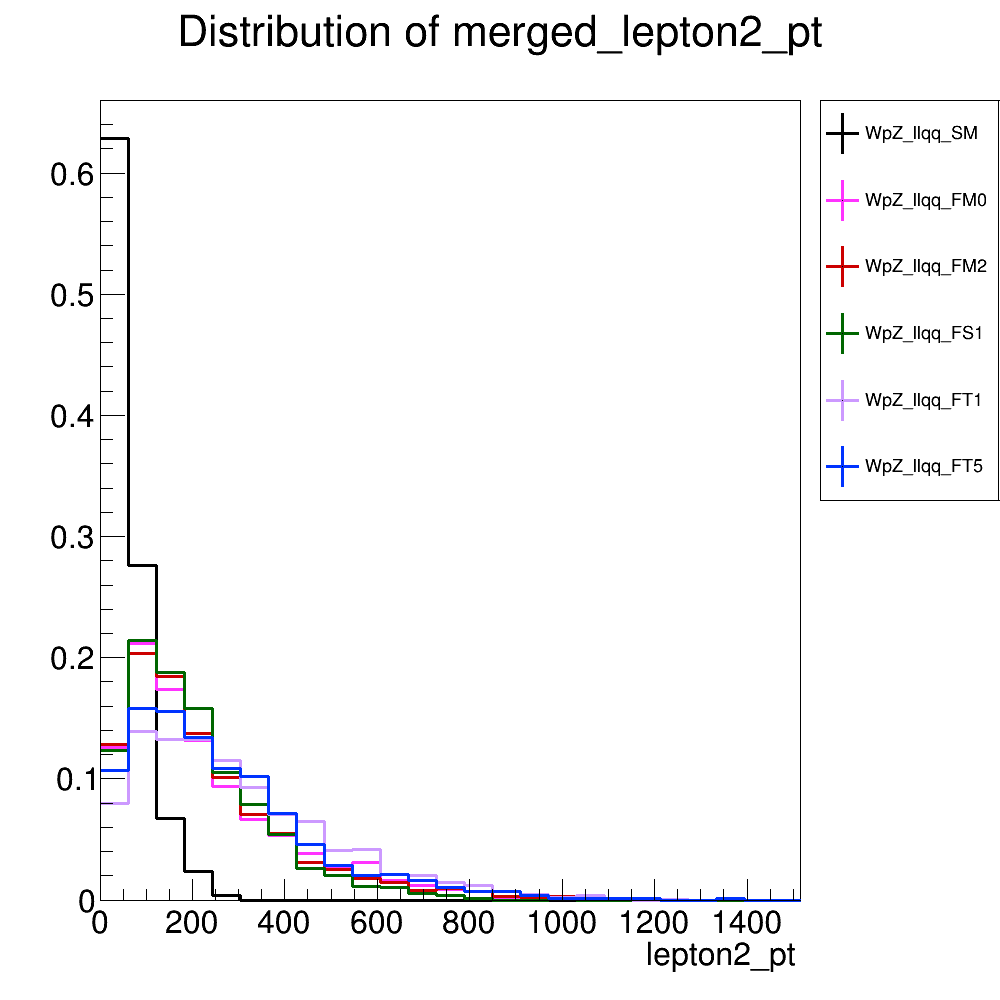 Distribution of merged_lepton2_pt
WpZ_llqq_SM
WpZ_llqq_FM0
WpZ_llqq_FM2
WpZ_llqq_FS1
WpZ_llqq_FT1
WpZ_llqq_FT5
0.6
0.5
0.4
0.3
0.2
0.1
0
0 200 400 600 800 1000 1200 1400
lepton2_pt